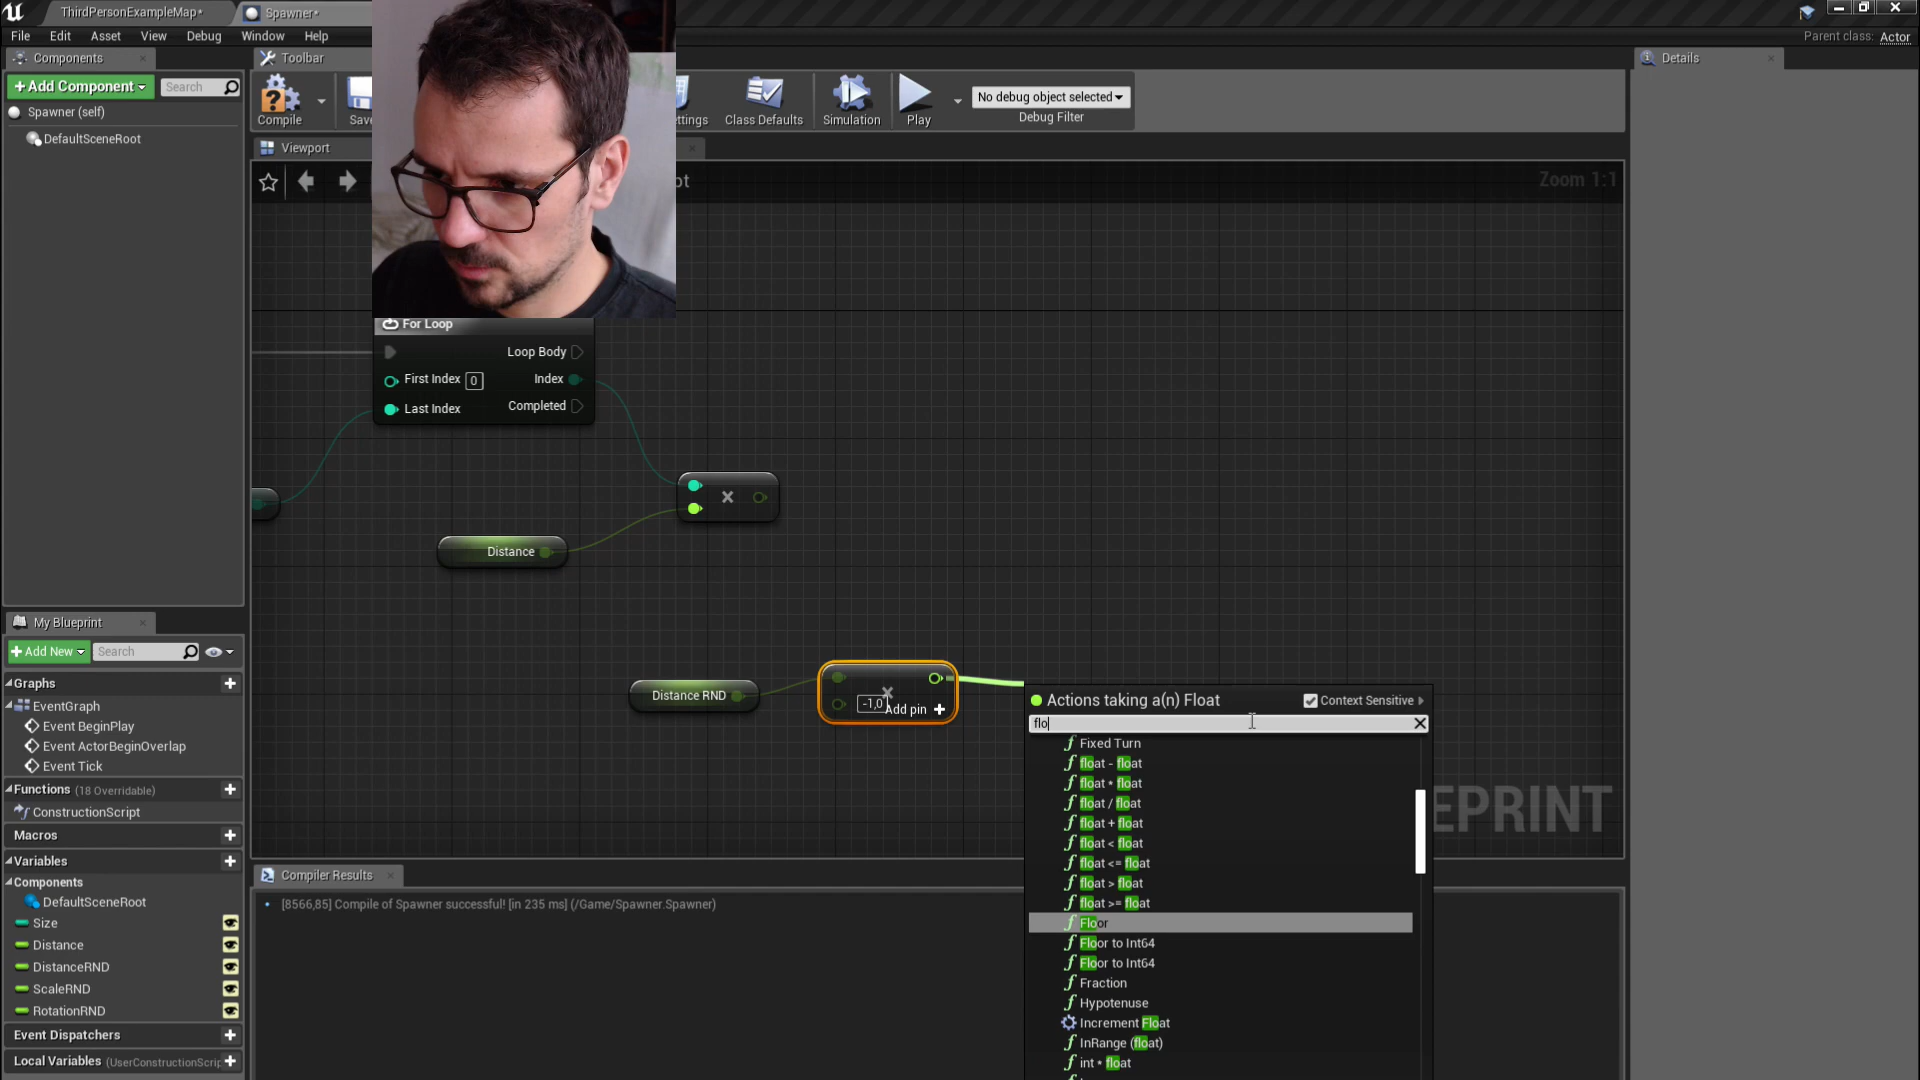 ThirdPersonExampleMap*
Spawner*
File Edit Asset View Debug Window Help
Parent class: Actor
Components
Toolbar
Details
+ Add Component
Search
Compile
Save
Class Defaults
Simulation
Play
No debug object selected
Debug Filter
Spawner (self)
DefaultSceneRoot
Viewport
Zoom 1:1
For Loop
Loop Body
First Index 0
Index
Last Index
Completed
×
Distance
Distance RND
×
-1,0
Add pin +
My Blueprint
+ Add New
Search
Graphs
EventGraph
Event BeginPlay
Event ActorBeginOverlap
Event Tick
Functions (18 Overridable)
ConstructionScript
Macros
Variables
Components
DefaultSceneRoot
Size
Distance
DistanceRND
ScaleRND
RotationRND
Event Dispatchers
Local Variables (UserConstructionScrip
Compiler Results
[8566,85] Compile of Spawner successful! [in 235 ms] (/Game/Spawner.Spawner)
Actions taking a(n) Float
Context Sensitive
flo
Fixed Turn
float - float
float * float
float / float
float + float
float < float
float <= float
float > float
float >= float
Floor
Floor to Int64
Floor to Int64
Fraction
Hypotenuse
Increment Float
InRange (float)
int * float
EPRINT